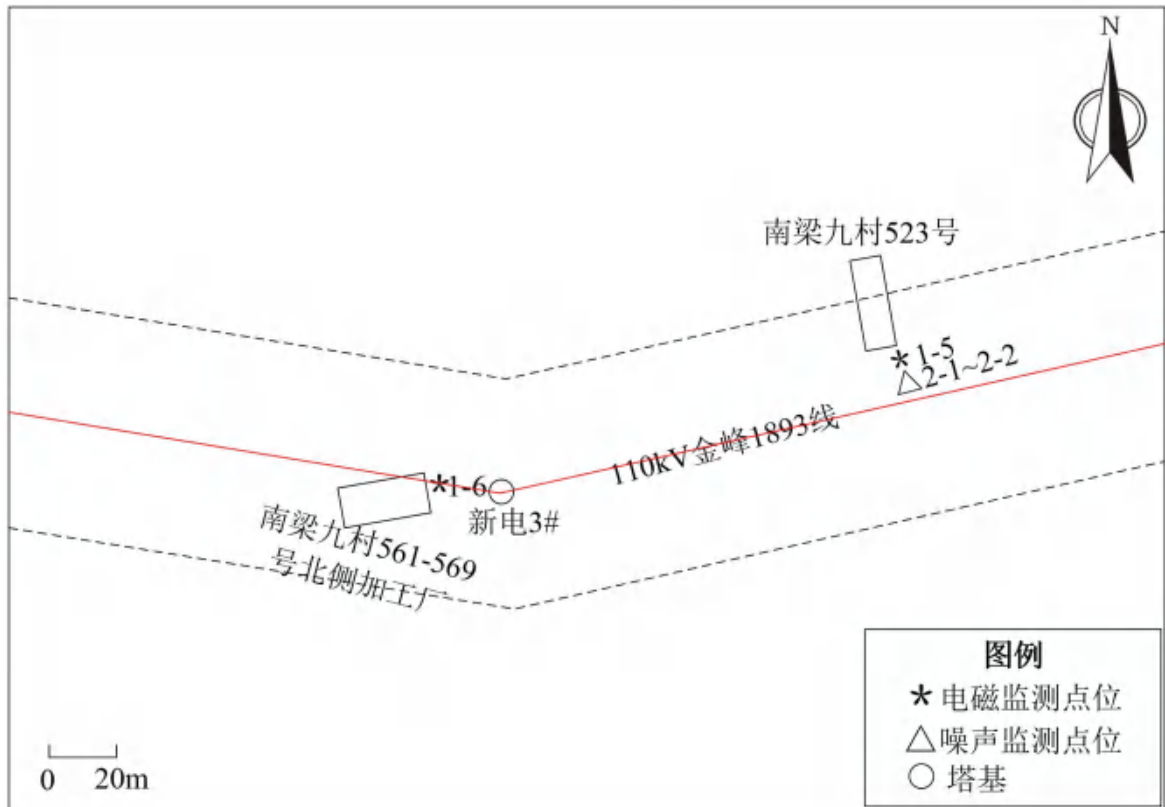 N
南梁九村523号
1-5
2-1~2-2
110kV金峰1893线
1-6
新电3#
南梁九村561-569
号北侧加工厂
图例
电磁监测点位
噪声监测点位
塔基
0 20m